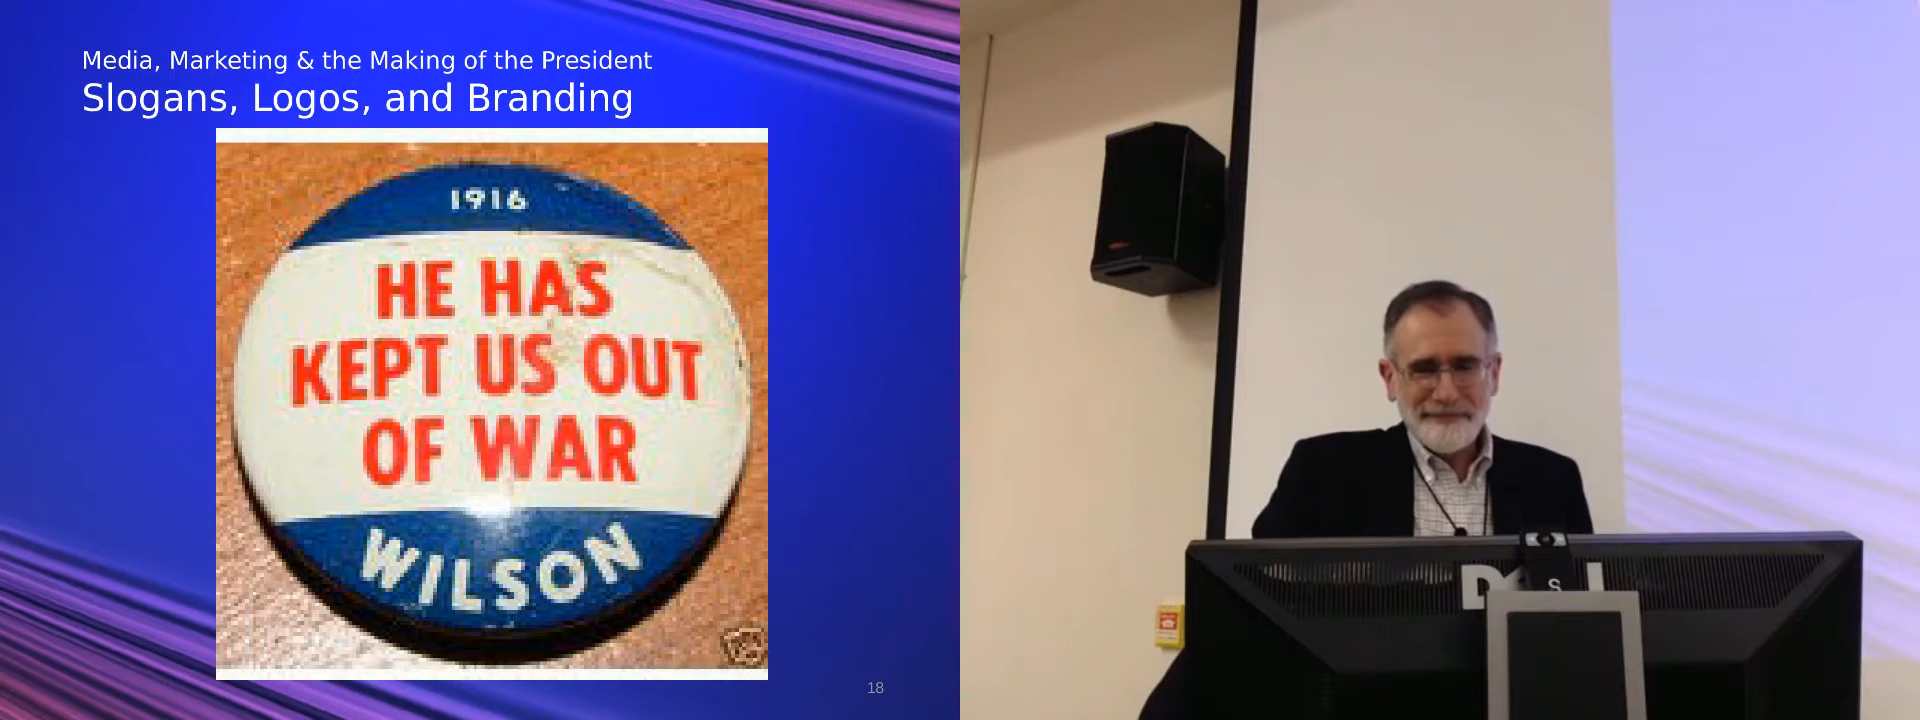 Media, Marketing & the Making of the President
Slogans, Logos, and Branding
1916
HE HAS
KEPT US OUT
OF WAR
WILSON
18
S